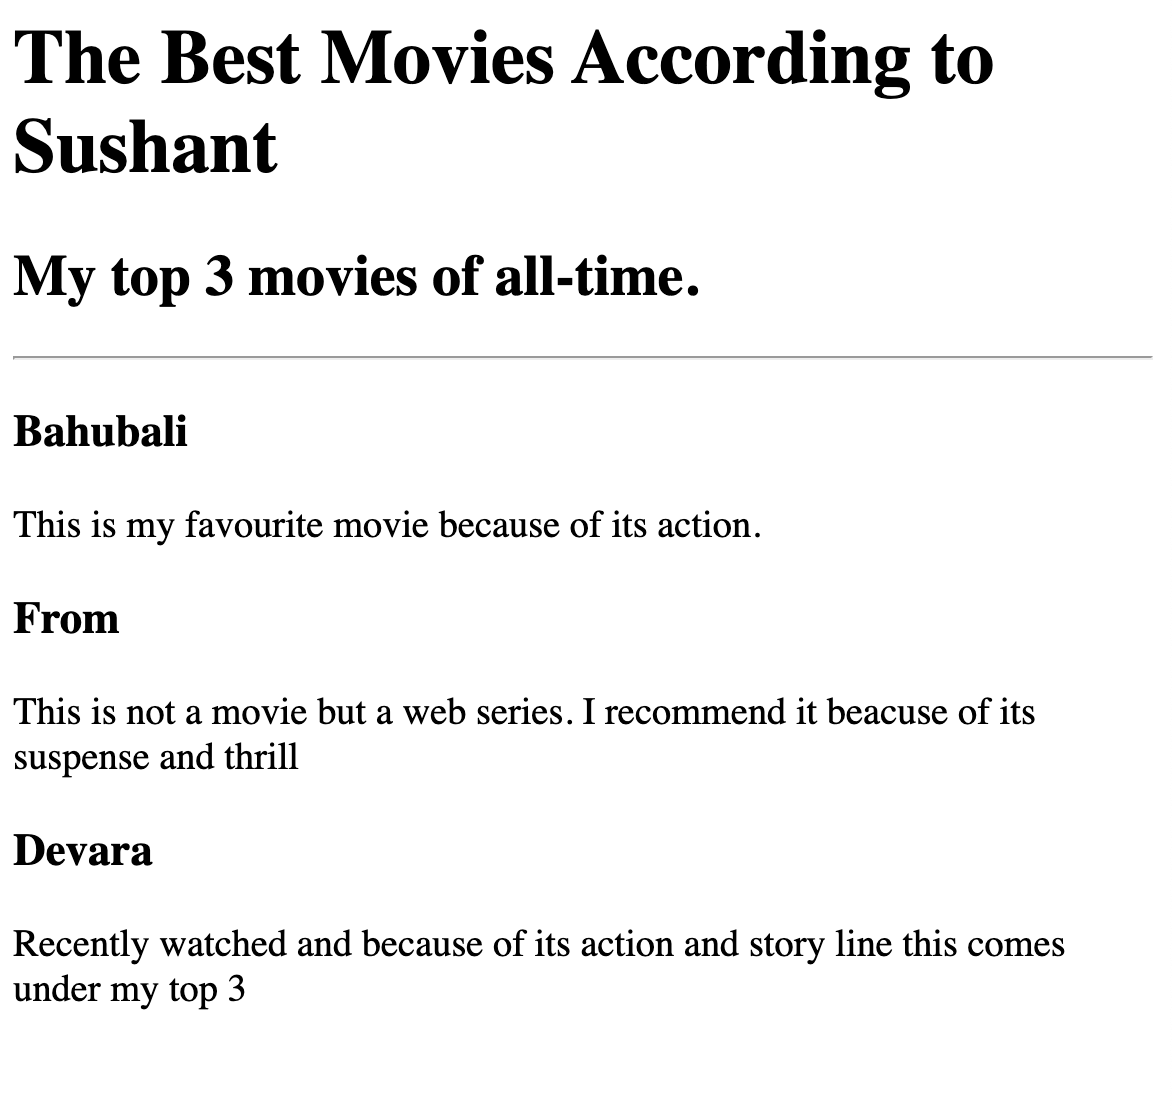 The Best Movies According to
Sushant
My top 3 movies of all-time.
Bahubali
This is my favourite movie because of its action.
From
This is not a movie but a web series. I recommend it beacuse of its
suspense and thrill
Devara
Recently watched and because of its action and story line this comes
under my top 3